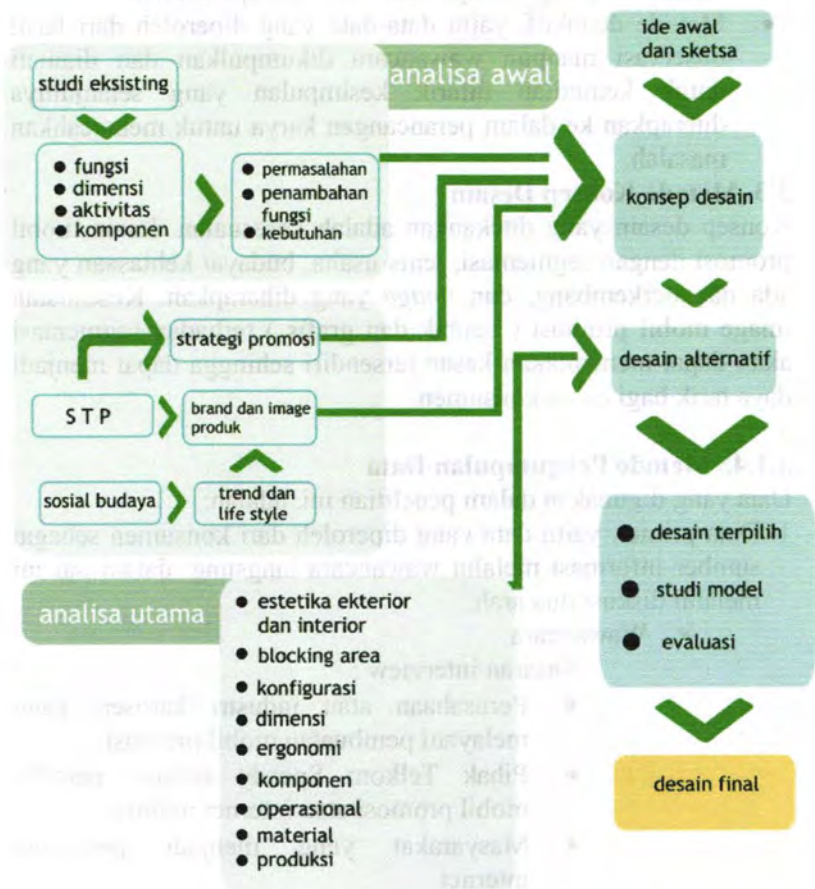 analisa awal
studi eksisting
● fungsi
● dimensi
● aktivitas
● komponen
● permasalahan
● penambahan
fungsi
● kebutuhan
strategi promosi
S T P
brand dan image
produk
sosial budaya
trend dan
life style
analisa utama
● estetika ekterior
dan interior
● blocking area
● konfigurasi
● dimensi
● ergonomi
● komponen
● operasional
● material
● produksi
ide awal
dan sketsa
konsep desain
desain alternatif
● desain terpilih
● studi model
● evaluasi
desain final